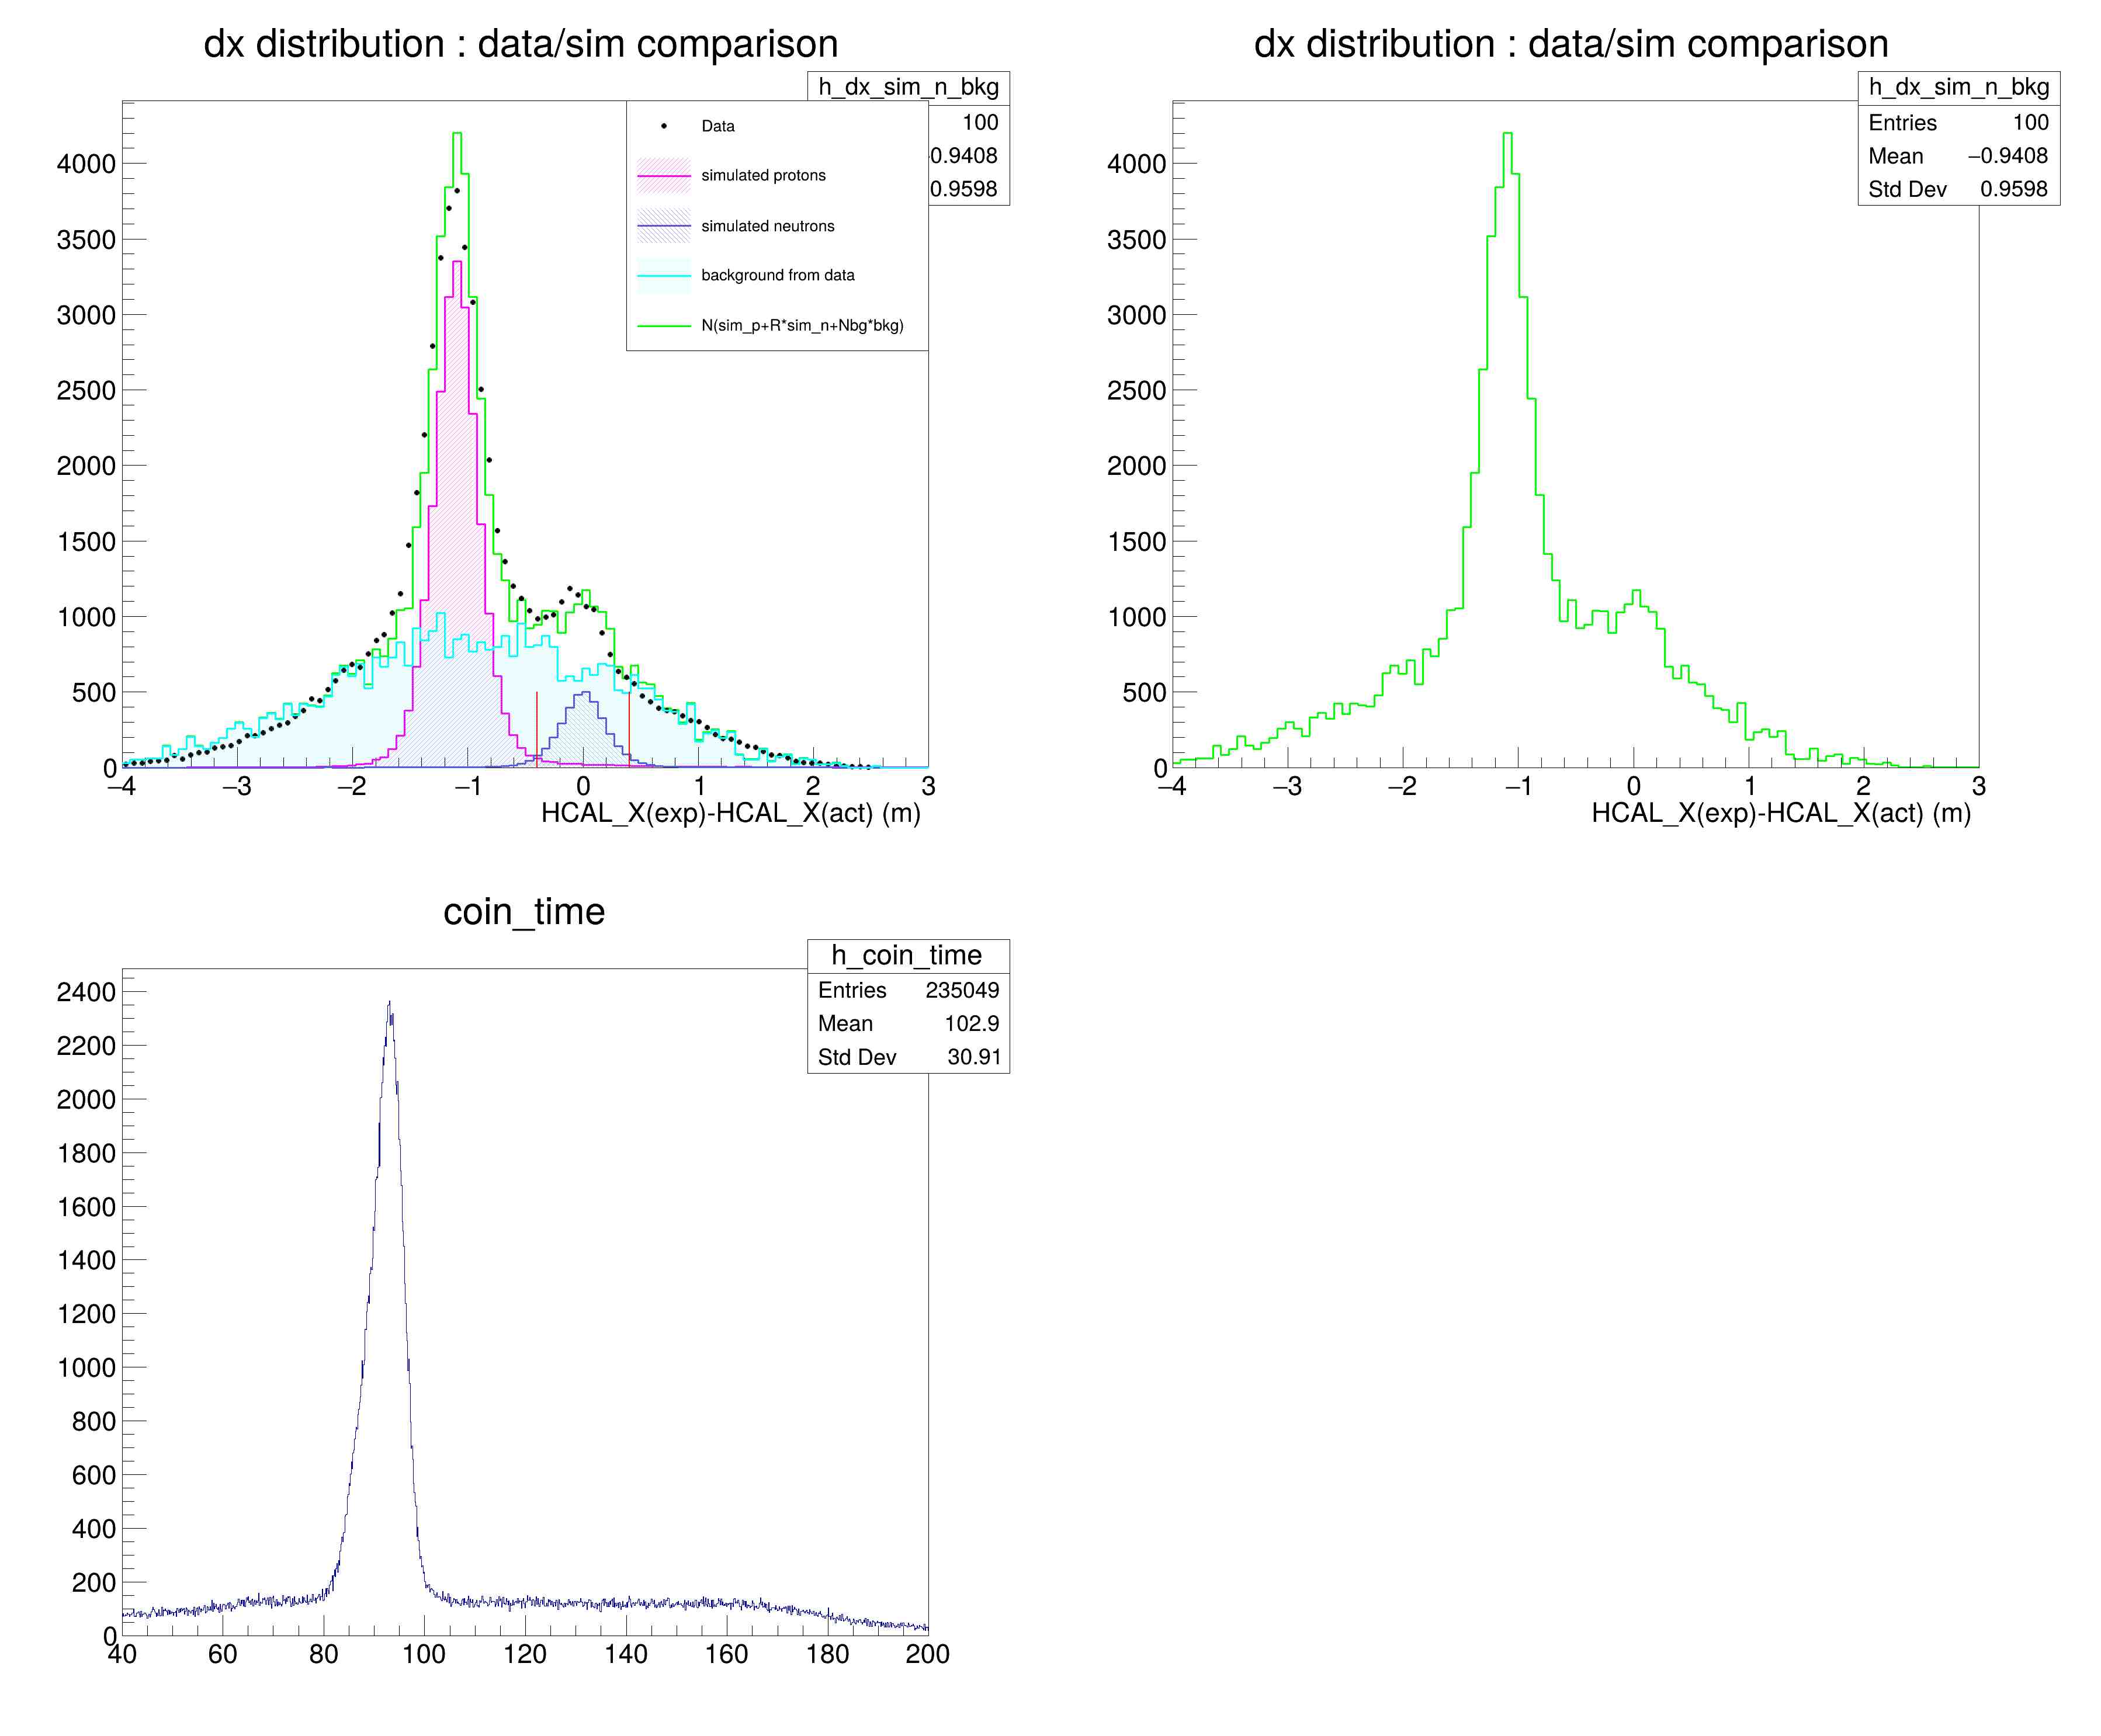 dx distribution : data/sim comparison
h_dx_sim_n_bkg
100
0.9408
0.9598
Data
simulated protons
simulated neutrons
background from data
N(sim_p+R*sim_n+Nbg*bkg)
4000
3500
3000
2500
2000
1500
1000
500
0
−4 −3 −2 −1 0 1 2 3
HCAL_X(exp)-HCAL_X(act) (m)
dx distribution : data/sim comparison
h_dx_sim_n_bkg
Entries 100
Mean −0.9408
Std Dev 0.9598
4000
3500
3000
2500
2000
1500
1000
500
0
−4 −3 −2 −1 0 1 2 3
HCAL_X(exp)-HCAL_X(act) (m)
coin_time
h_coin_time
Entries 235049
Mean 102.9
Std Dev 30.91
2400
2200
2000
1800
1600
1400
1200
1000
800
600
400
200
0
40 60 80 100 120 140 160 180 200